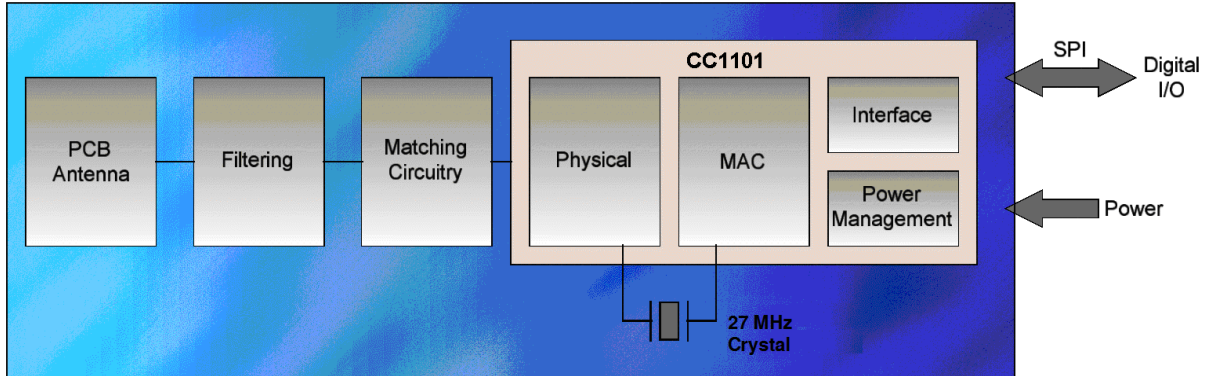 CC1101
SPI
Digital
I/O
PCB
Antenna
Filtering
Matching
Circuitry
Physical
MAC
Interface
Power
Management
Power
27 MHz
Crystal